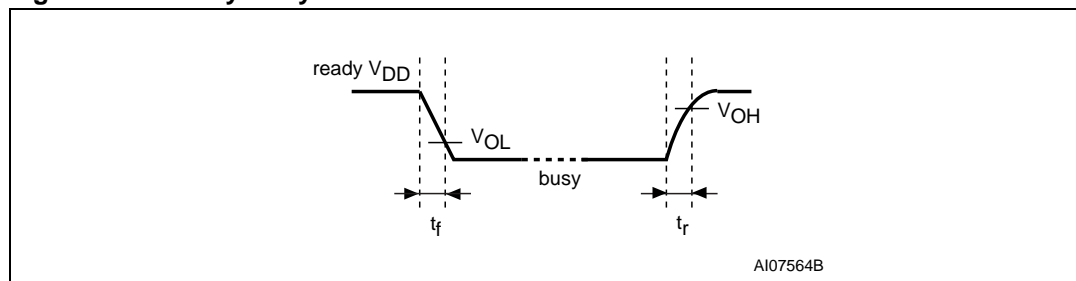 ready VDD
VOL
VOH
busy
tf
tr
AI07564B